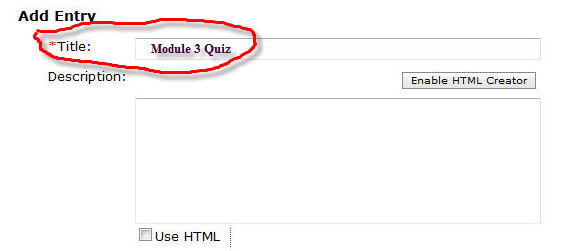 Add Entry
*Title: Module 3 Quiz
Description:
Enable HTML Creator
Use HTML